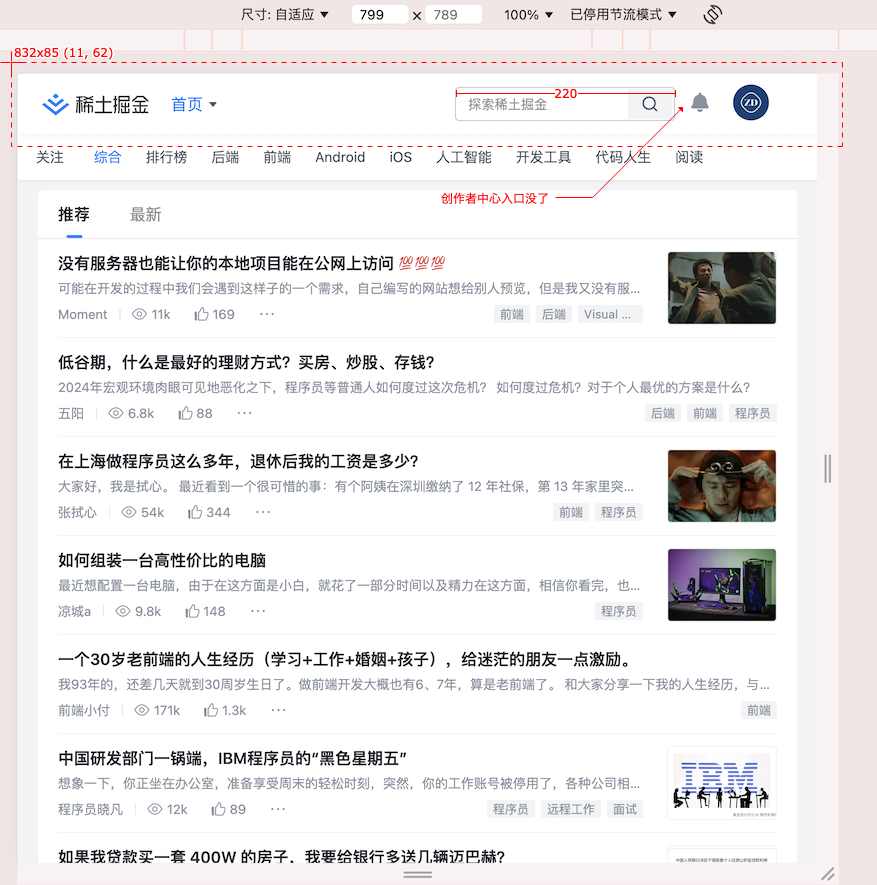 尺寸: 自适应 ▼ 799 × 789 100% ▼ 已停用节流模式 ▼
832x85 (11, 62)
稀土掘金 首页 探索稀土掘金 220 ZD
关注 综合 排行榜 后端 前端 Android iOS 人工智能 开发工具 代码人生 阅读
创作者中心入口没了
推荐 最新
没有服务器也能让你的本地项目能在公网上访问 💯💯💯
可能在开发的过程中我们会遇到这样子的一个需求，自己编写的网站想给别人预览，但是我又没有服...
Moment 11k 169 ··· 前端 后端 Visual ...
低谷期，什么是最好的理财方式？买房、炒股、存钱？
2024年宏观环境肉眼可见地恶化之下，程序员等普通人如何度过这次危机？ 如何度过危机？对于个人最优的方案是什么？
五阳 6.8k 88 ··· 后端 前端 程序员
在上海做程序员这么多年，退休后我的工资是多少？
大家好，我是拭心。 最近看到一个很可惜的事：有个阿姨在深圳缴纳了 12 年社保，第 13 年家里突...
张拭心 54k 344 ··· 前端 程序员
如何组装一台高性价比的电脑
最近想配置一台电脑，由于在这方面是小白，就花了一部分时间以及精力在这方面，相信你看完，也...
凉城a 9.8k 148 ··· 程序员
一个30岁老前端的人生经历（学习+工作+婚姻+孩子），给迷茫的朋友一点激励。
我93年的，还差几天就到30周岁生日了。做前端开发大概也有6、7年，算是老前端了。 和大家分享一下我的人生经历，与...
前端小付 171k 1.3k ··· 前端
中国研发部门一锅端，IBM程序员的“黑色星期五”
想象一下，你正坐在办公室，准备享受周末的轻松时刻，突然，你的工作账号被停用了，各种公司相...
程序员晓凡 12k 89 ··· 程序员 远程工作 面试
IBM
如果我贷款买一套 400W 的房子，我要给银行多送几辆迈巴赫？